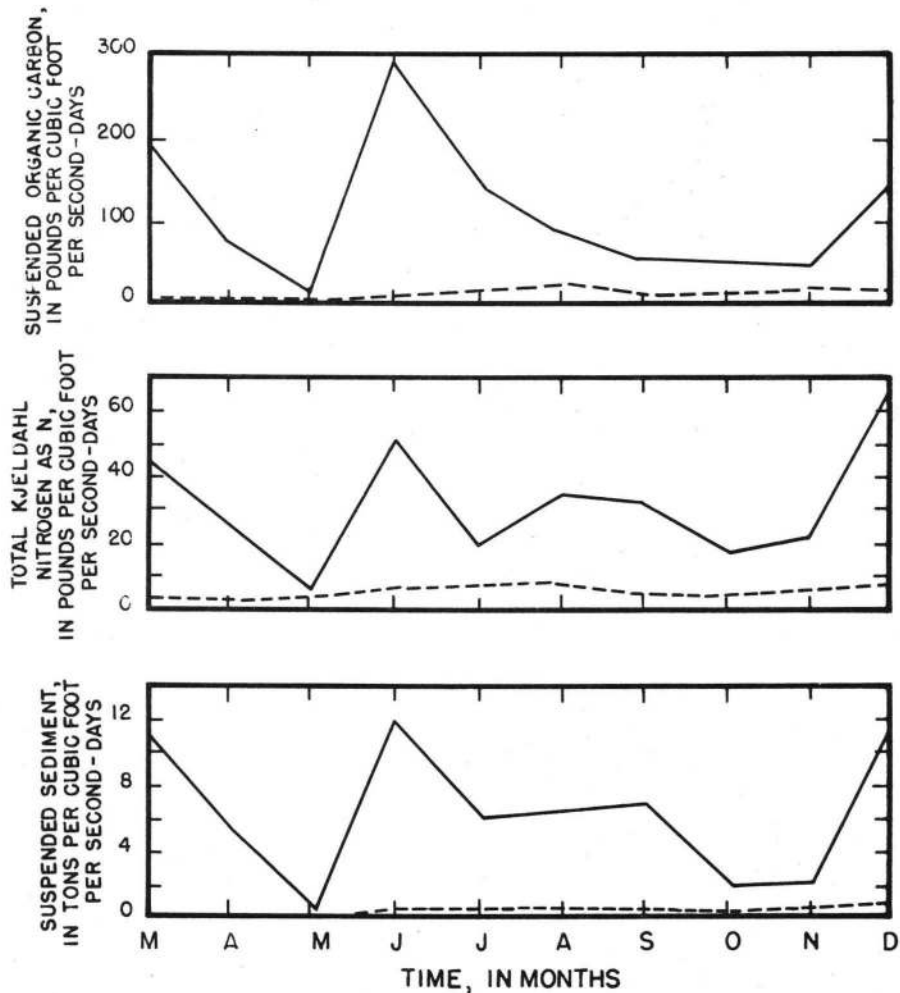 SUSPENDED ORGANIC CARBON,
IN POUNDS PER CUBIC FOOT
PER SECOND-DAYS
300
200
100
0
TOTAL KJELDAHL
NITROGEN AS N,
IN POUNDS PER CUBIC FOOT
PER SECOND-DAYS
60
40
20
0
SUSPENDED SEDIMENT,
IN TONS PER CUBIC FOOT
PER SECOND-DAYS
12
8
4
0
M A M J J A S O N D
TIME, IN MONTHS